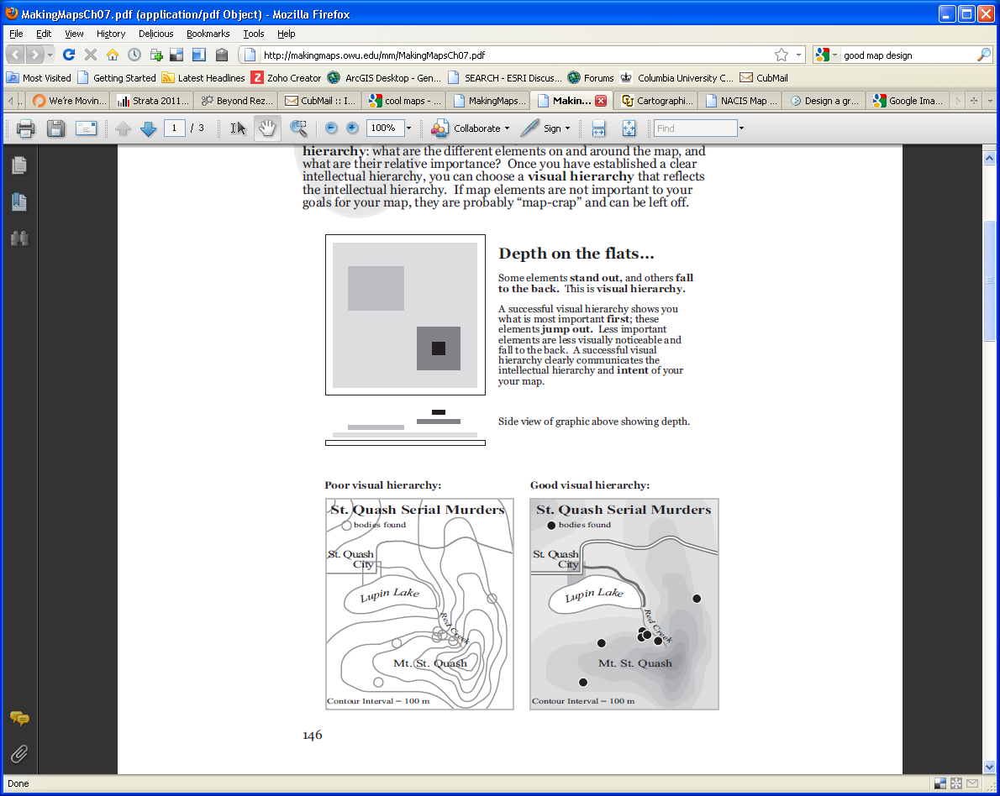 MakingMapsCh07.pdf (application/pdf Object) - Mozilla Firefox
File Edit View History Delicious Bookmarks Tools Help
http://makingmaps.owu.edu/mm/MakingMapsCh07.pdf
good map design
Most Visited Getting Started Latest Headlines Zoho Creator ArcGIS Desktop - Gen... SEARCH - ESRI Discus... Forums Columbia University C... CubMail
.. We're Movin... Strata 2011... Beyond Rez... CubMail :: I... cool maps - ... MakingMaps... Makin... Cartographi... NACIS Map ... Design a gr... Google Ima...
1 / 3 100% Collaborate Sign Find
hierarchy: what are the different elements on and around the map, and
what are their relative importance? Once you have established a clear
intellectual hierarchy, you can choose a visual hierarchy that reflects
the intellectual hierarchy. If map elements are not important to your
goals for your map, they are probably “map-crap” and can be left off.
Depth on the flats...
Some elements stand out, and others fall
to the back. This is visual hierarchy.
A successful visual hierarchy shows you
what is most important first; these
elements jump out. Less important
elements are less visually noticeable and
fall to the back. A successful visual
hierarchy clearly communicates the
intellectual hierarchy and intent of your
your map.
Side view of graphic above showing depth.
Poor visual hierarchy:
St. Quash Serial Murders
bodies found
St. Quash
City
Lupin Lake
Red Creek
Mt. St. Quash
Contour Interval = 100 m
Good visual hierarchy:
St. Quash Serial Murders
bodies found
St. Quash
City
Lupin Lake
Red Creek
Mt. St. Quash
Contour Interval = 100 m
146
Done